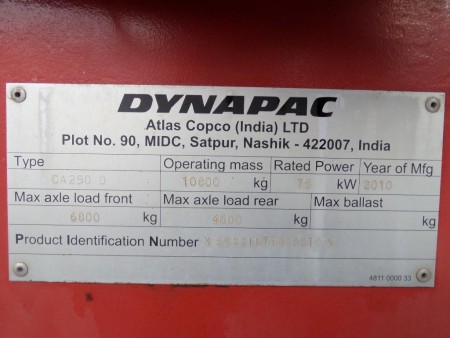 DYNAPAC
Atlas Copco (India) LTD
Plot No. 90, MIDC, Satpur, Nashik - 422007, India
Type Operating mass Rated Power Year of Mfg
CA250 D kg kW 2010
Max axle load front Max axle load rear Max ballast
kg kg kg
Product Identification Number
4811 0000 33